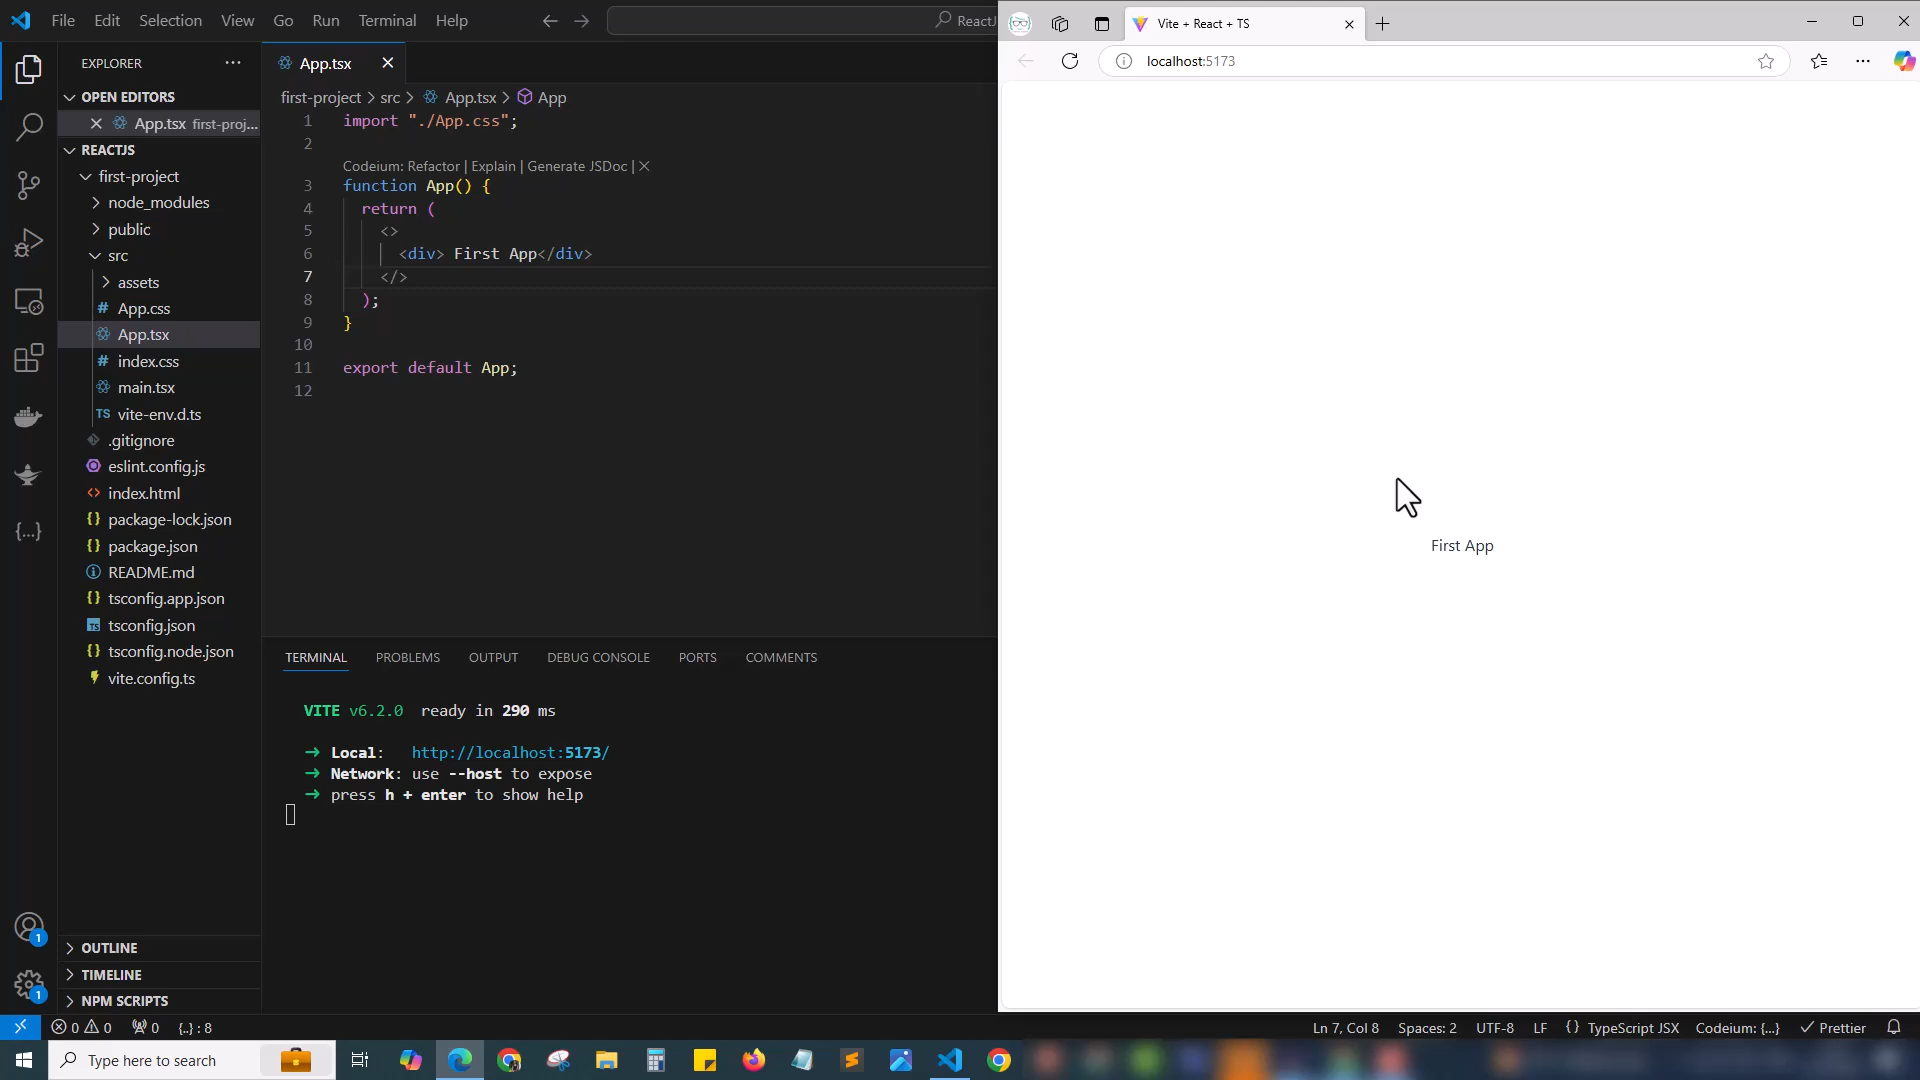 File Edit Selection View Go Run Terminal Help
ReactJ
EXPLORER
OPEN EDITORS
App.tsx first-proj...
REACTJS
first-project
node_modules
public
src
assets
App.css
App.tsx
index.css
main.tsx
TS vite-env.d.ts
.gitignore
eslint.config.js
index.html
package-lock.json
package.json
README.md
tsconfig.app.json
tsconfig.json
tsconfig.node.json
vite.config.ts
OUTLINE
TIMELINE
NPM SCRIPTS
App.tsx
first-project > src > App.tsx > App
1 import "./App.css";
2
Codeium: Refactor | Explain | Generate JSDoc | X
3 function App() {
4 return (
5 <>
6 <div> First App</div>
7 </>
8 );
9 }
10
11 export default App;
12
TERMINAL PROBLEMS OUTPUT DEBUG CONSOLE PORTS COMMENTS
VITE v6.2.0 ready in 290 ms
➜ Local: http://localhost:5173/
➜ Network: use --host to expose
➜ press h + enter to show help
Vite + React + TS
localhost:5173
First App
0 0 0 {..} : 8
Ln 7, Col 8 Spaces: 2 UTF-8 LF {} TypeScript JSX Codeium: {...} Prettier
Type here to search